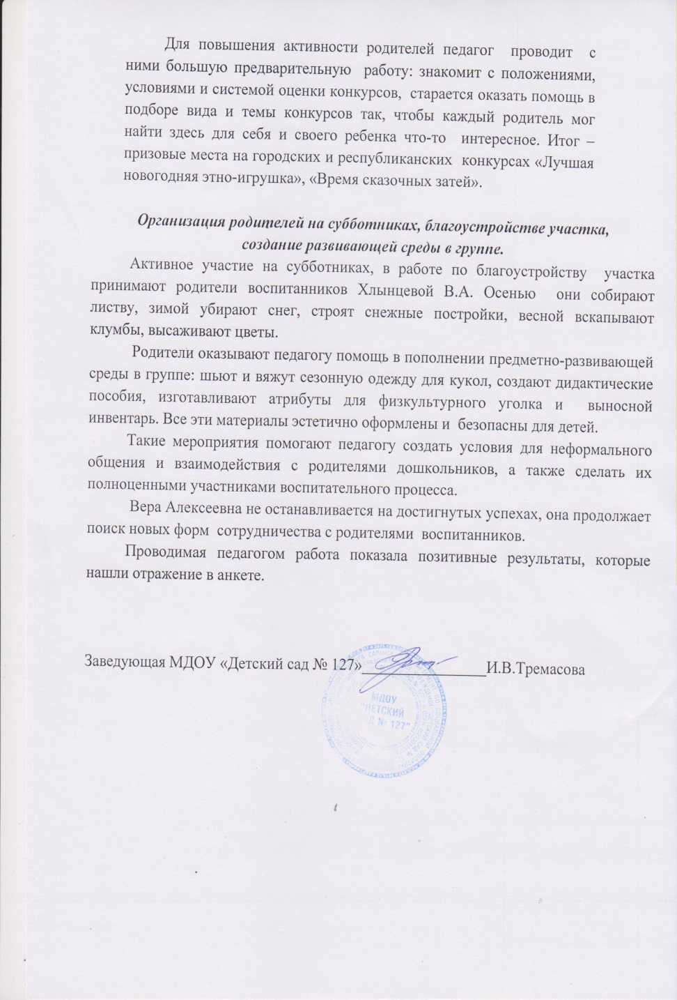 Для повышения активности родителей педагог проводит с
ними большую предварительную работу: знакомит с положениями,
условиями и системой оценки конкурсов, старается оказать помощь в
подборе вида и темы конкурсов так, чтобы каждый родитель мог
найти здесь для себя и своего ребенка что-то интересное. Итог –
призовые места на городских и республиканских конкурсах «Лучшая
новогодняя этно-игрушка», «Время сказочных затей».
Организация родителей на субботниках, благоустройстве участка,
создание развивающей среды в группе.
Активное участие на субботниках, в работе по благоустройству участка
принимают родители воспитанников Хлынцевой В.А. Осенью они собирают
листву, зимой убирают снег, строят снежные постройки, весной вскапывают
клумбы, высаживают цветы.
Родители оказывают педагогу помощь в пополнении предметно-развивающей
среды в группе: шьют и вяжут сезонную одежду для кукол, создают дидактические
пособия, изготавливают атрибуты для физкультурного уголка и выносной
инвентарь. Все эти материалы эстетично оформлены и безопасны для детей.
Такие мероприятия помогают педагогу создать условия для неформального
общения и взаимодействия с родителями дошкольников, а также сделать их
полноценными участниками воспитательного процесса.
Вера Алексеевна не останавливается на достигнутых успехах, она продолжает
поиск новых форм сотрудничества с родителями воспитанников.
Проводимая педагогом работа показала позитивные результаты, которые
нашли отражение в анкете.
Заведующая МДОУ «Детский сад № 127»_______________И.В.Тремасова
МДОУ
"ДЕТСКИЙ
№ 127"